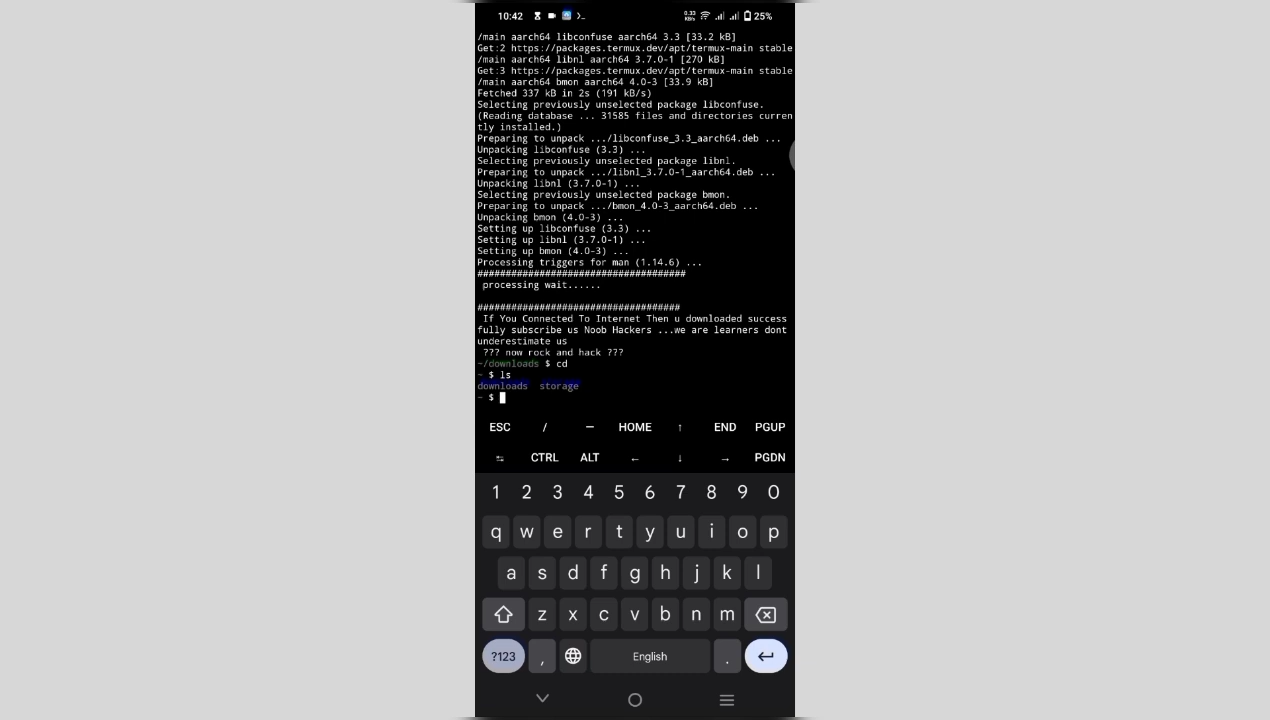 10:42 0.33 KB/s 25%
/main aarch64 libconfuse aarch64 3.3 [33.2 kB]
Get:2 https://packages.termux.dev/apt/termux-main stable
/main aarch64 libnl aarch64 3.7.0-1 [270 kB]
Get:3 https://packages.termux.dev/apt/termux-main stable
/main aarch64 bmon aarch64 4.0-3 [33.9 kB]
Fetched 337 kB in 2s (191 kB/s)
Selecting previously unselected package libconfuse.
(Reading database ... 31585 files and directories curren
tly installed.)
Preparing to unpack .../libconfuse_3.3_aarch64.deb ...
Unpacking libconfuse (3.3) ...
Selecting previously unselected package libnl.
Preparing to unpack .../libnl_3.7.0-1_aarch64.deb ...
Unpacking libnl (3.7.0-1) ...
Selecting previously unselected package bmon.
Preparing to unpack .../bmon_4.0-3_aarch64.deb ...
Unpacking bmon (4.0-3) ...
Setting up libconfuse (3.3) ...
Setting up libnl (3.7.0-1) ...
Setting up bmon (4.0-3) ...
Processing triggers for man (1.14.6) ...
#####################################
processing wait......
####################################
If You Connected To Internet Then u downloaded success
fully subscribe us Noob Hackers ...we are learners dont
underestimate us
??? now rock and hack ???
~/downloads $ cd
~ $ ls
downloads storage
~ $
ESC / — HOME ↑ END PGUP
CTRL ALT ← ↓ → PGDN
1 2 3 4 5 6 7 8 9 0
q w e r t y u i o p
a s d f g h j k l
z x c v b n m
?123 , English .